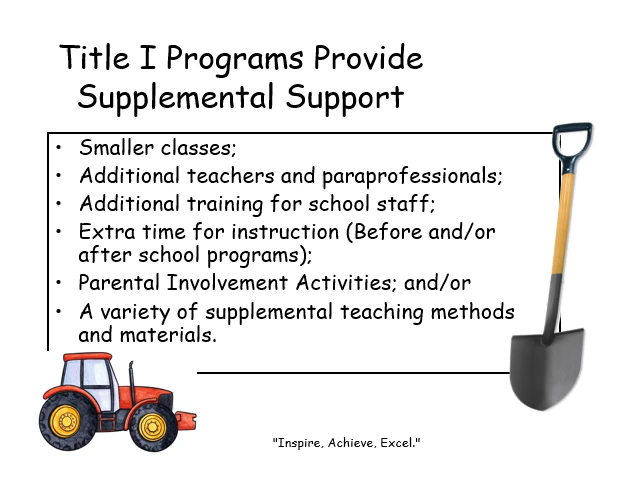 Title I Programs Provide
Supplemental Support
• Smaller classes;
• Additional teachers and paraprofessionals;
• Additional training for school staff;
• Extra time for instruction (Before and/or
after school programs);
• Parental Involvement Activities; and/or
• A variety of supplemental teaching methods
and materials.
"Inspire, Achieve, Excel."